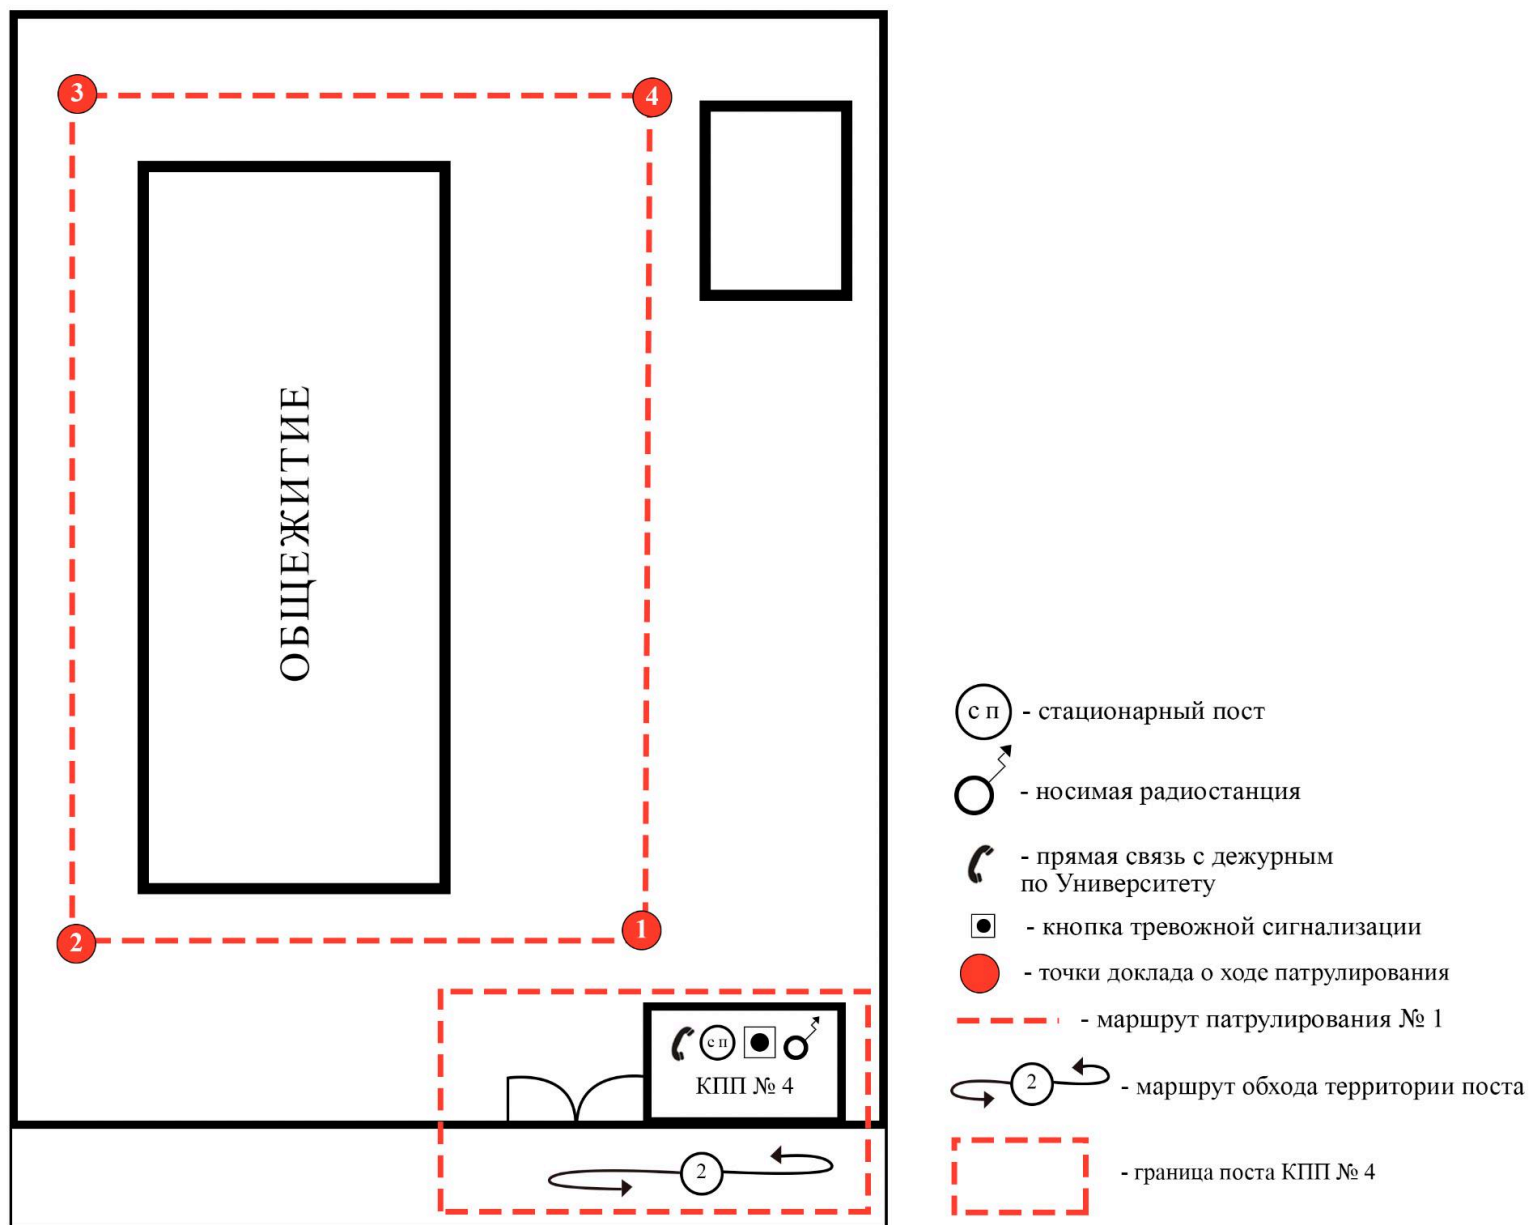 3
4
ОБЩЕЖИТИЕ
2
1
с п
КПП № 4
2
с п - стационарный пост
- носимая радиостанция
- прямая связь с дежурным
по Университету
- кнопка тревожной сигнализации
- точки доклада о ходе патрулирования
- маршрут патрулирования № 1
2 - маршрут обхода территории поста
- граница поста КПП № 4